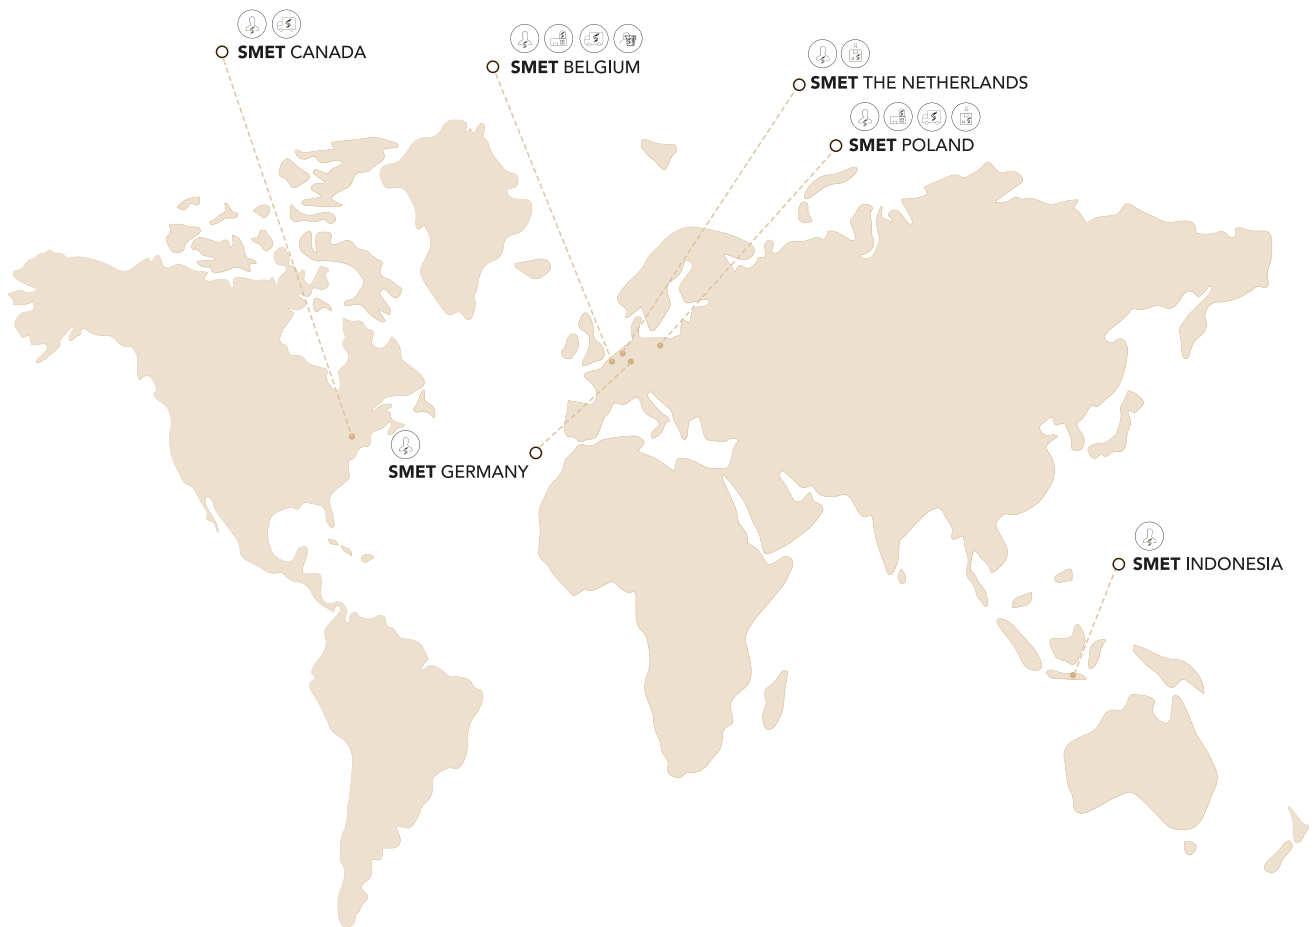 SMET CANADA
SMET BELGIUM
SMET THE NETHERLANDS
SMET POLAND
SMET GERMANY
SMET INDONESIA